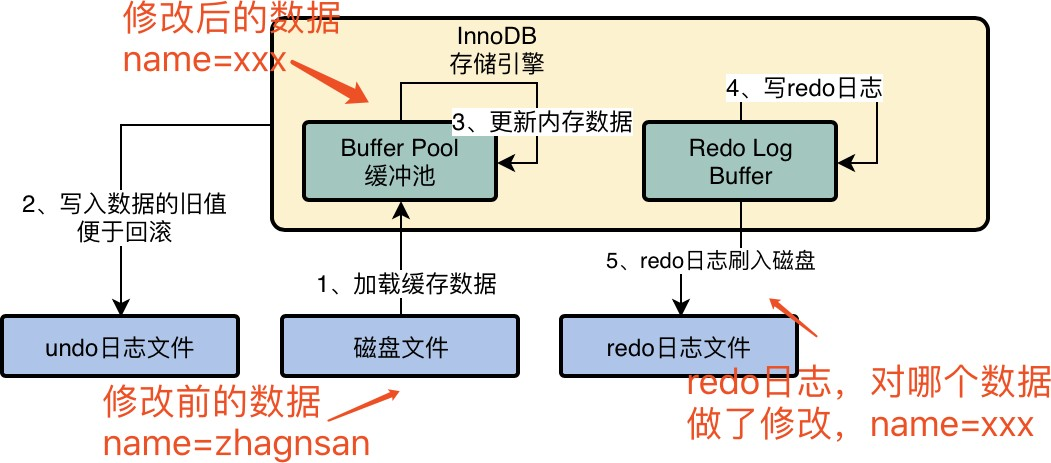 修改后的数据
name=xxx
InnoDB
存储引擎
4、写redo日志
3、更新内存数据
Buffer Pool
缓冲池
Redo Log
Buffer
2、写入数据的旧值
便于回滚
5、redo日志刷入磁盘
1、加载缓存数据
undo日志文件
磁盘文件
redo日志文件
redo日志，对哪个数据
做了修改，name=xxx
修改前的数据
name=zhagnsan